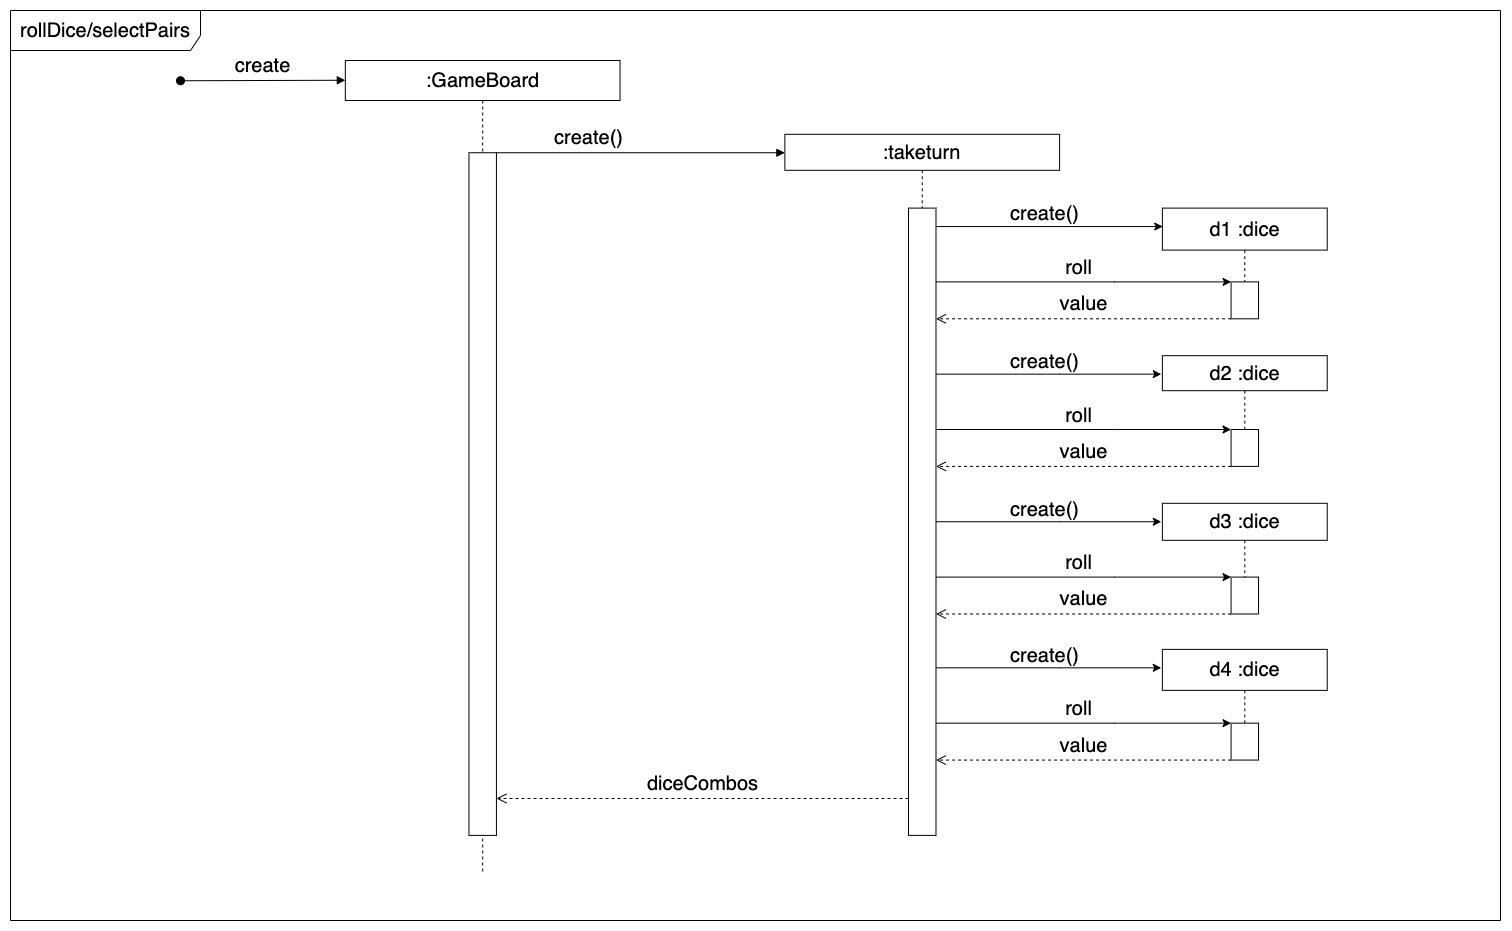 rollDice/selectPairs
create
:GameBoard
create()
:taketurn
create()
d1 :dice
roll
value
create()
d2 :dice
roll
value
create()
d3 :dice
roll
value
create()
d4 :dice
roll
value
diceCombos